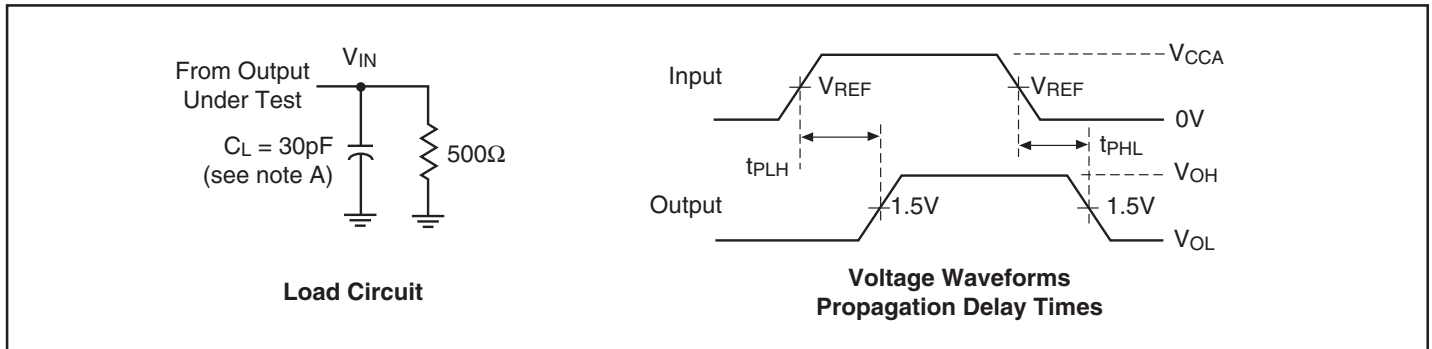 V_IN
From Output
Under Test
C_L = 30pF
(see note A)
500Ω
Load Circuit
Input
V_REF
V_REF
V_CCA
0V
t_PLH
t_PHL
Output
1.5V
1.5V
V_OH
V_OL
Voltage Waveforms
Propagation Delay Times